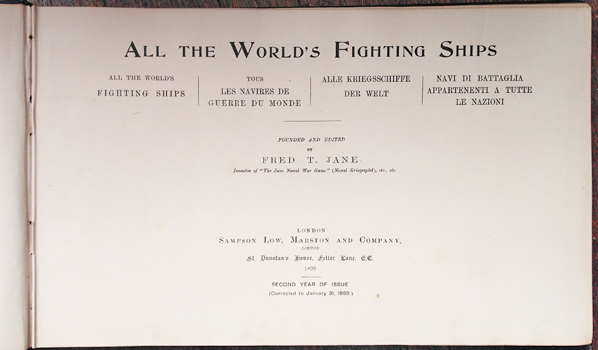 ALL THE WORLD'S FIGHTING SHIPS
ALL THE WORLD'S
FIGHTING SHIPS
TOUS
LES NAVIRES DE
GUERRE DU MONDE
ALLE KRIEGSSCHIFFE
DER WELT
NAVI DI BATTAGLIA
APPARTENENTI A TUTTE
LE NAZIONI
FOUNDED AND EDITED
BY
FRED T. JANE
Inventor of "The Jane Naval War Game" (Naval Kriegspiel), etc., etc.
LONDON
SAMPSON LOW, MARSTON AND COMPANY,
LIMITED
St. Dunstan's House, Fetter Lane, E.C.
1899
SECOND YEAR OF ISSUE
(Corrected to January 31, 1899)